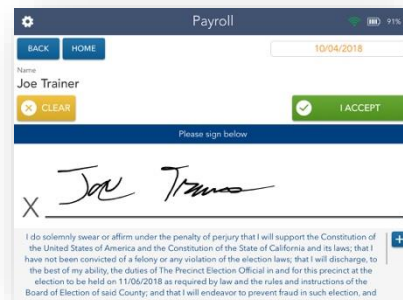 Payroll
91%
BACK
HOME
10/04/2018
Name
Joe Trainer
CLEAR
I ACCEPT
Please sign below
X
I do solemnly swear or affirm under the penalty of perjury that I will support the Constitution of
the United States of America and the Constitution of the State of California and its laws; that I
have not been convicted of a felony or any violation of the election laws; that I will discharge, to
the best of my ability, the duties of The Precinct Election Official in and for this precinct at the
election to be held on 11/06/2018 as required by law and the rules and instructions of the
Board of Election of said County; and that I will endeavor to prevent fraud in such election, and